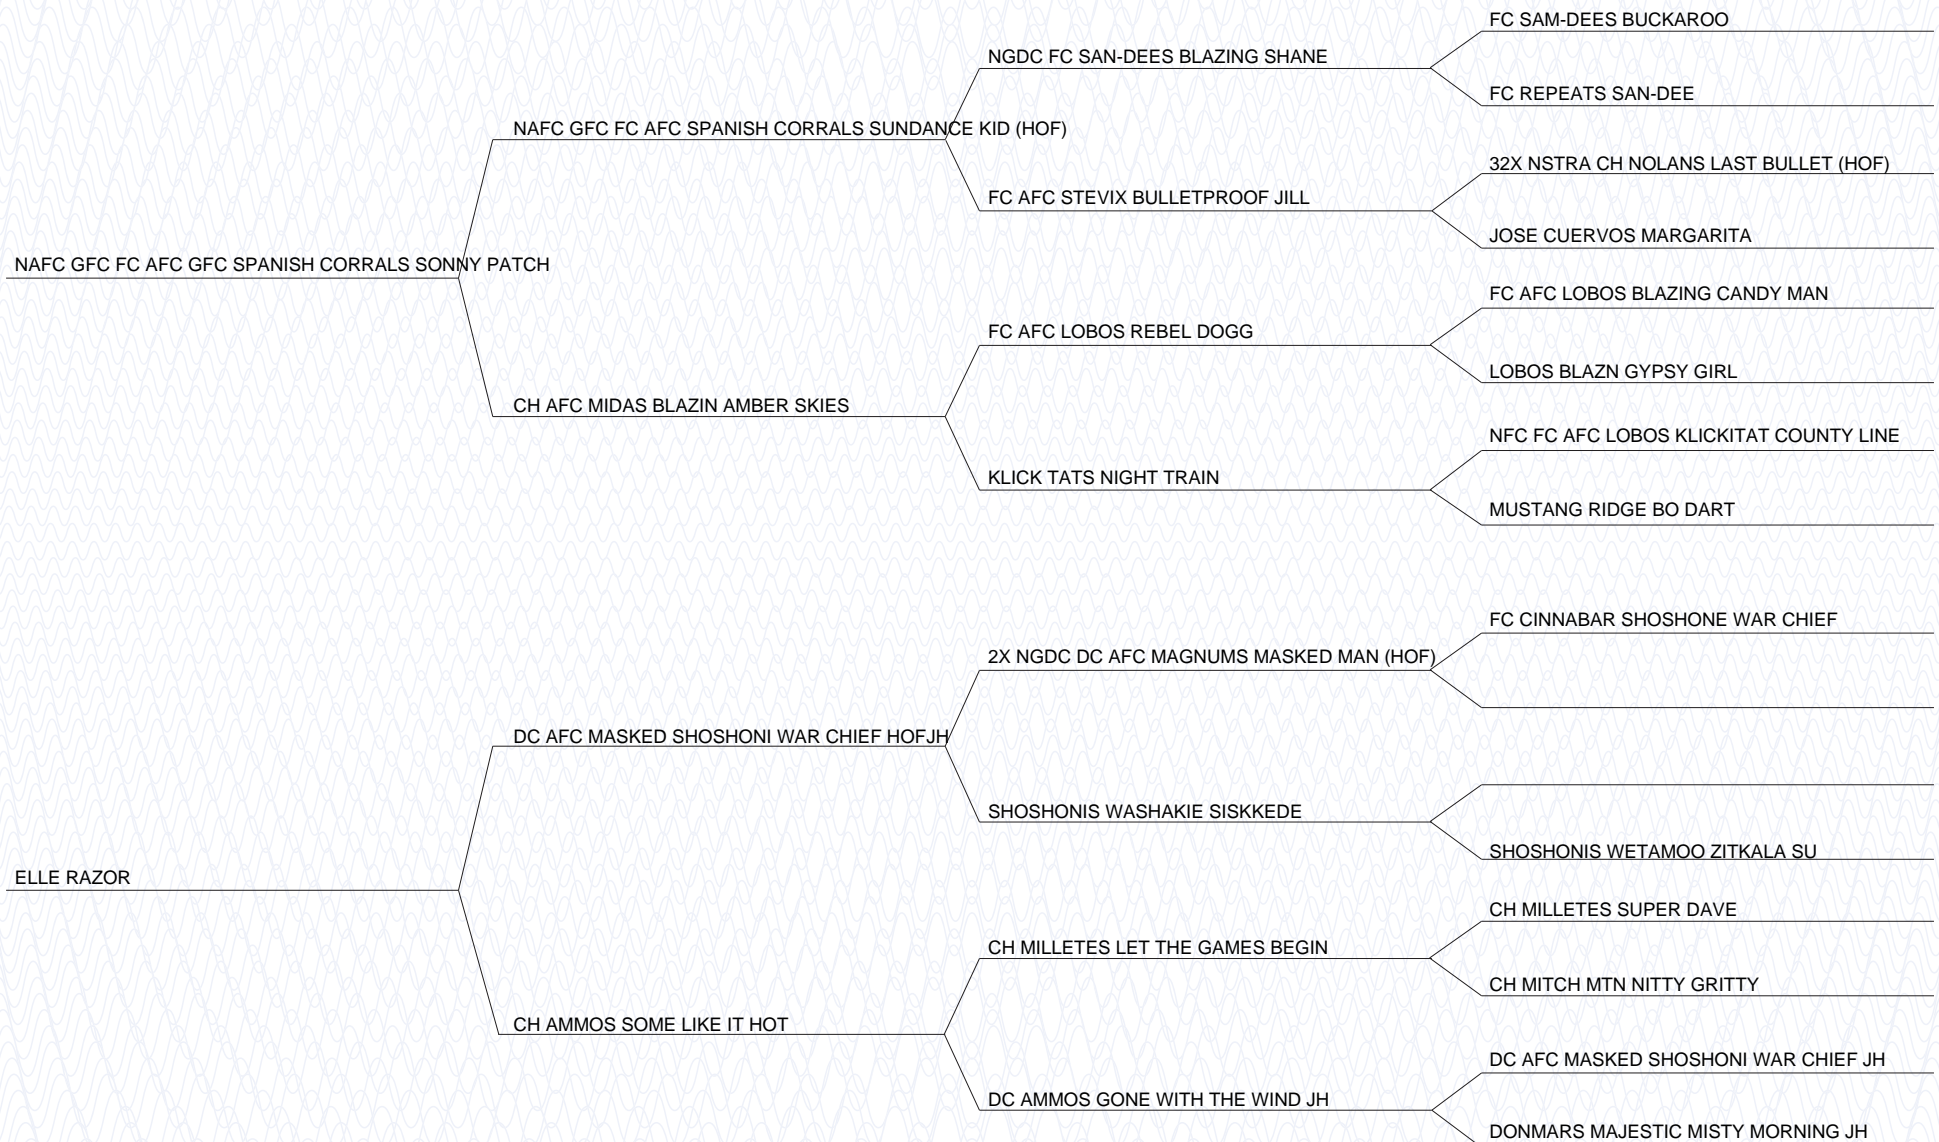 FC SAM-DEES BUCKAROO
NGDC FC SAN-DEES BLAZING SHANE
FC REPEATS SAN-DEE
NAFC GFC FC AFC SPANISH CORRALS SUNDANCE KID (HOF)
32X NSTRA CH NOLANS LAST BULLET (HOF)
FC AFC STEVIX BULLETPROOF JILL
JOSE CUERVOS MARGARITA
NAFC GFC FC AFC GFC SPANISH CORRALS SONNY PATCH
FC AFC LOBOS BLAZING CANDY MAN
FC AFC LOBOS REBEL DOGG
LOBOS BLAZN GYPSY GIRL
CH AFC MIDAS BLAZIN AMBER SKIES
NFC FC AFC LOBOS KLICKITAT COUNTY LINE
KLICK TATS NIGHT TRAIN
MUSTANG RIDGE BO DART
FC CINNABAR SHOSHONE WAR CHIEF
2X NGDC DC AFC MAGNUMS MASKED MAN (HOF)
DC AFC MASKED SHOSHONI WAR CHIEF HOFJH
SHOSHONIS WASHAKIE SISKKEDE
SHOSHONIS WETAMOO ZITKALA SU
ELLE RAZOR
CH MILLETES SUPER DAVE
CH MILLETES LET THE GAMES BEGIN
CH MITCH MTN NITTY GRITTY
CH AMMOS SOME LIKE IT HOT
DC AFC MASKED SHOSHONI WAR CHIEF JH
DC AMMOS GONE WITH THE WIND JH
DONMARS MAJESTIC MISTY MORNING JH